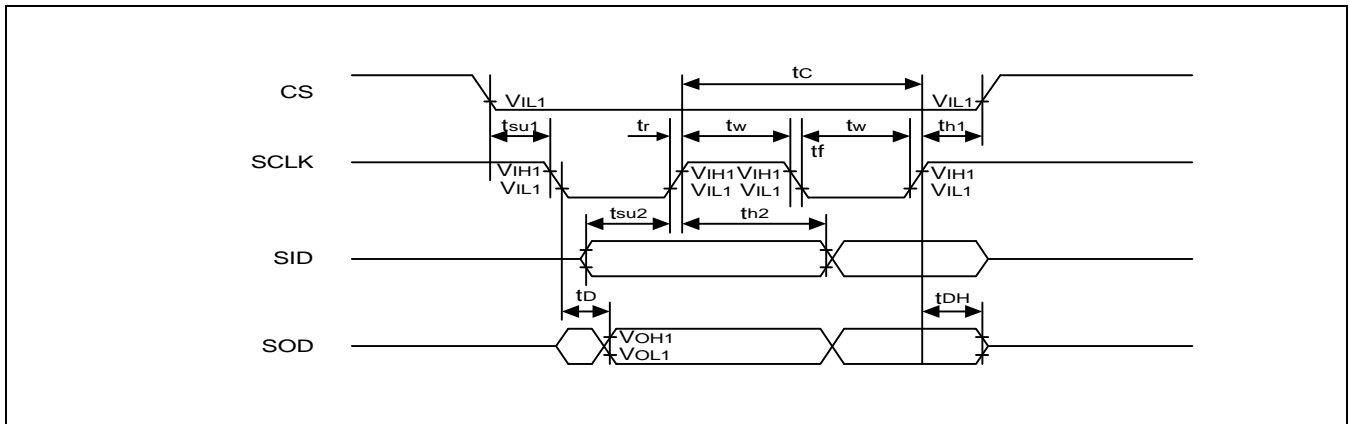 tC
CS
VIL1 VIL1
tsu1 tr tw tw th1
tf
SCLK
VIH1 VIH1 VIH1 VIH1
VIL1 VIL1 VIL1 VIL1
tsu2 th2
SID
tD tDH
SOD
VOH1
VOL1